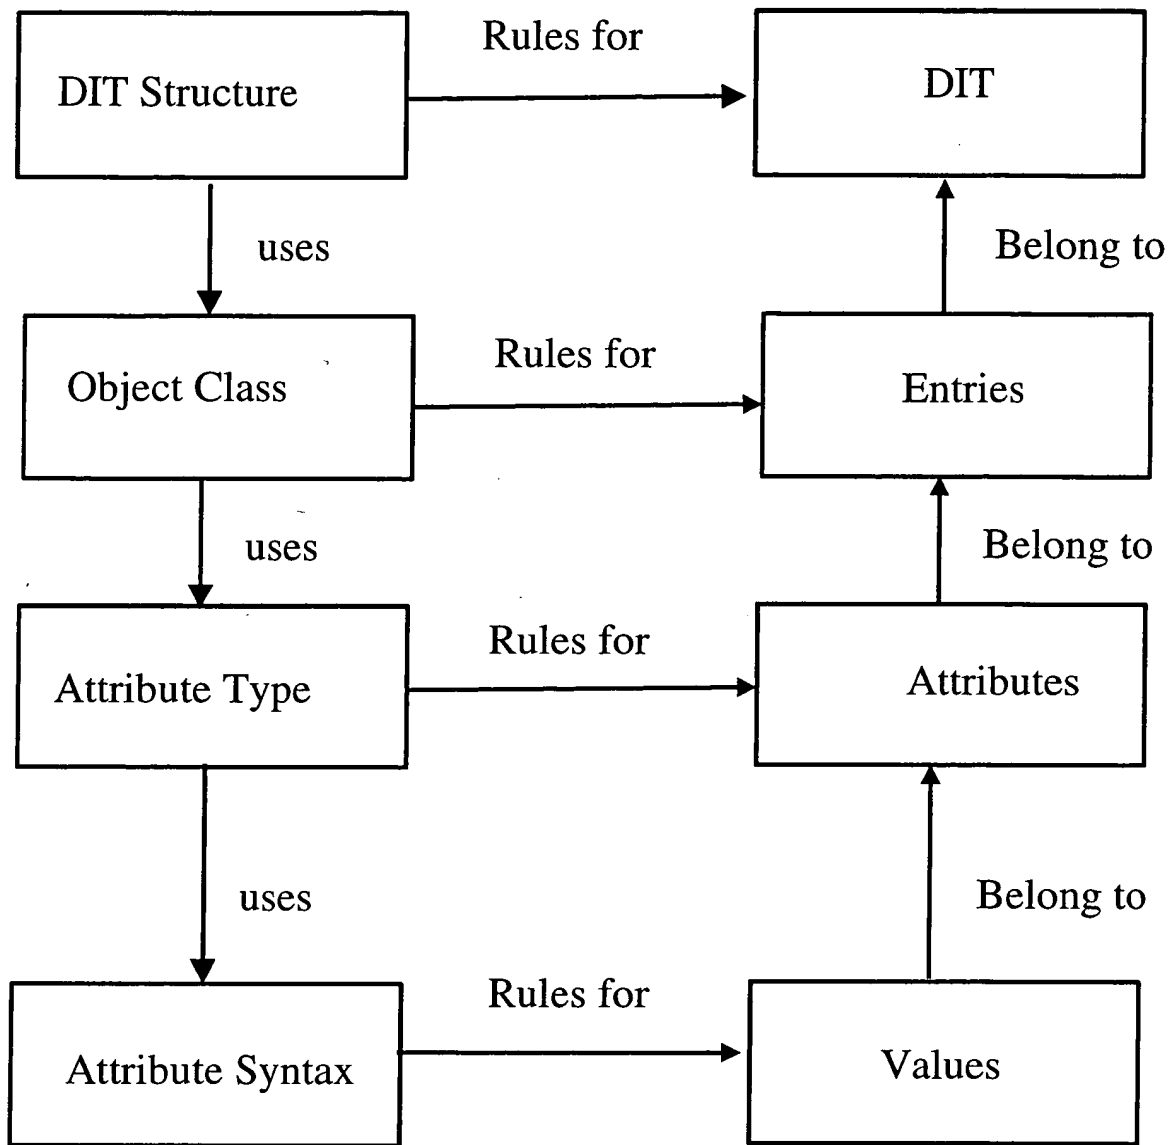 Rules for
DIT Structure
DIT
uses
Belong to
Rules for
Object Class
Entries
uses
Belong to
Rules for
Attribute Type
Attributes
uses
Belong to
Rules for
Attribute Syntax
Values